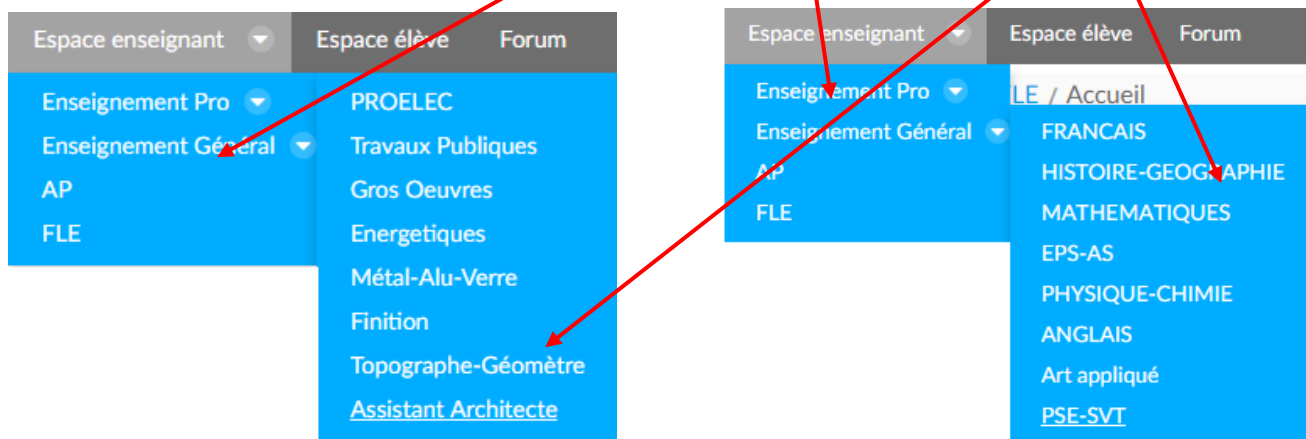 Espace enseignant Espace élève Forum
Enseignement Pro PROELEC
Enseignement Général Travaux Publiques
AP Gros Oeuvres
FLE Energetiques
Métal-Alu-Verre
Finition
Topographe-Géomètre
Assistant Architecte
Espace enseignant Espace élève Forum
Enseignement Pro LE / Accueil
Enseignement Général FRANCAIS
AP HISTOIRE-GEOGRAPHIE
FLE MATHEMATIQUES
EPS-AS
PHYSIQUE-CHIMIE
ANGLAIS
Art appliqué
PSE-SVT